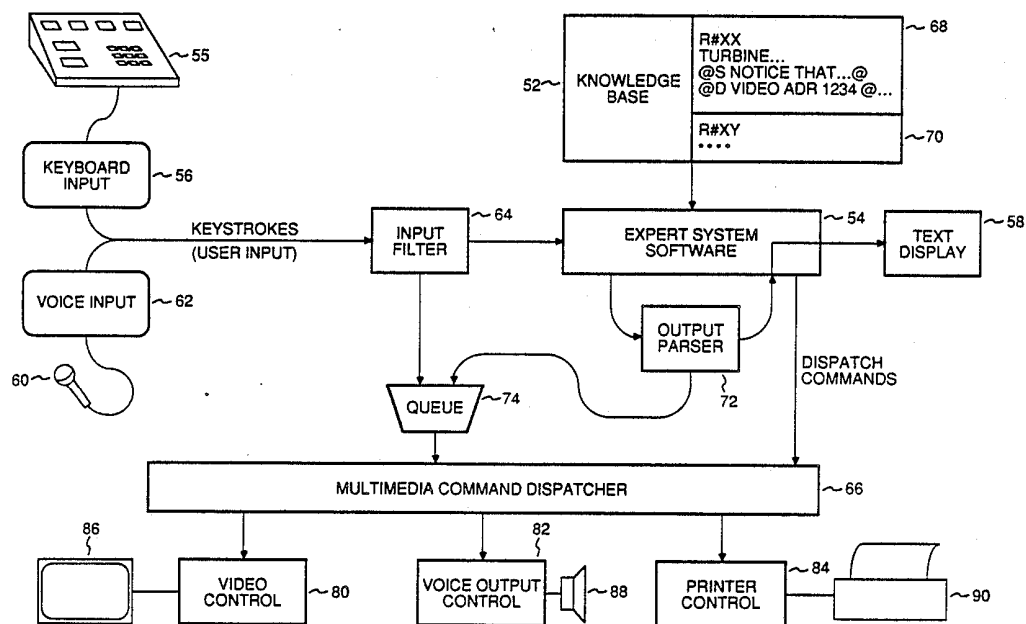 55
KEYBOARD
INPUT
56
VOICE INPUT
62
60
KEYSTROKES
(USER INPUT)
INPUT
FILTER
64
52
KNOWLEDGE
BASE
R#XX
TURBINE...
@S NOTICE THAT...@
@D VIDEO ADR 1234 @...
68
R#XY
••••
70
EXPERT SYSTEM
SOFTWARE
54
TEXT
DISPLAY
58
OUTPUT
PARSER
72
DISPATCH
COMMANDS
QUEUE
74
MULTIMEDIA COMMAND DISPATCHER
66
86
VIDEO
CONTROL
80
82
VOICE OUTPUT
CONTROL
88
PRINTER
CONTROL
84
90